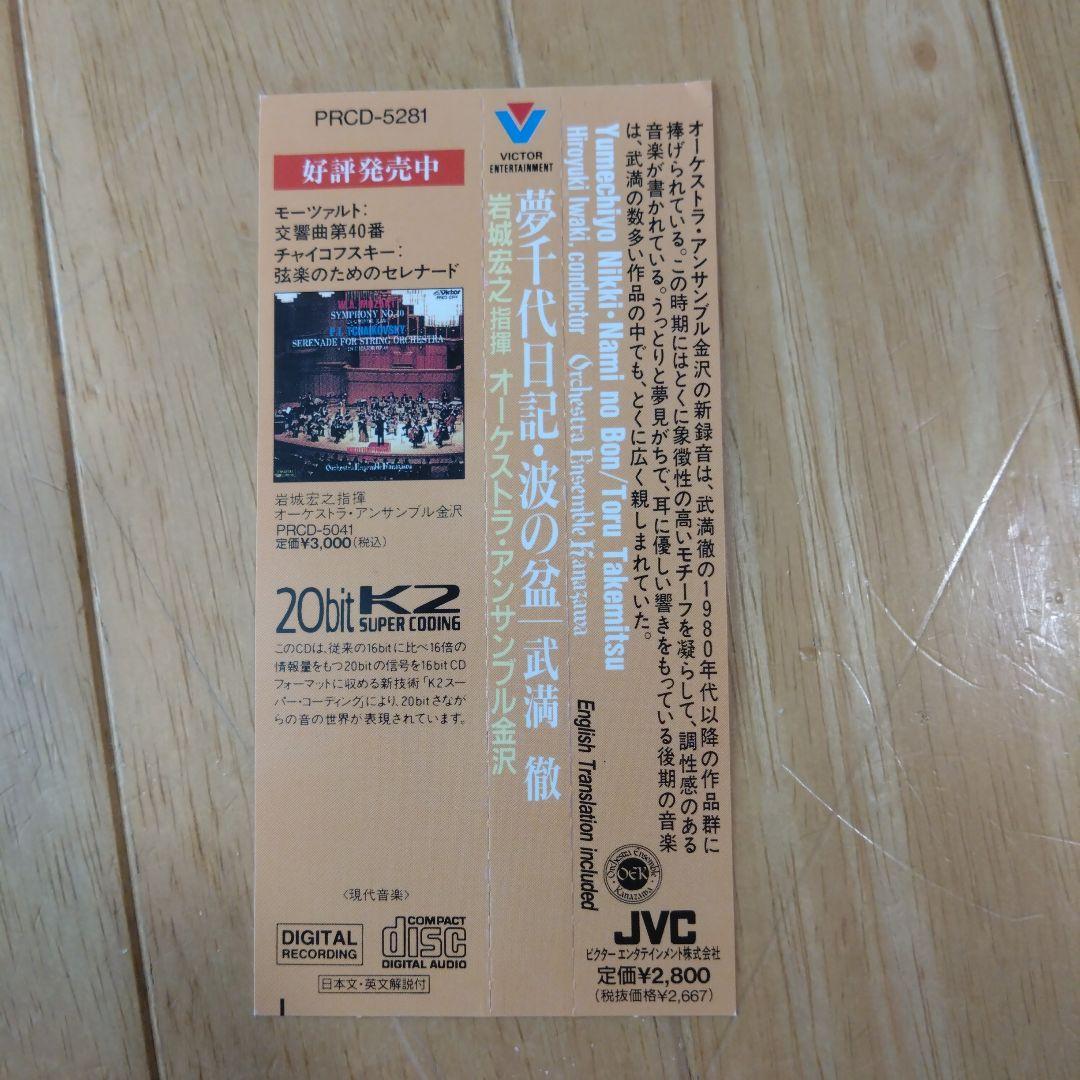 PRCD-5281
好評発売中
モーツァルト:
交響曲第40番
チャイコフスキー:
弦楽のためのセレナード
Victor
W.A. MOZART
SYMPHONY NO.40
P.I. TCHAIKOVSKY
SERENADE FOR STRING ORCHESTRA
Orchestra Ensemble Kanazawa
岩城宏之指揮
オーケストラ・アンサンブル金沢
PRCD-5041
定価¥3,000(税込)
20bit K2
SUPER CODING
このCDは、従来の16bitに比べ16倍の
情報量をもつ20bitの信号を16bit CD
フォーマットに収める新技術「K2スー
パー・コーディング」により、20bitさなが
らの音の世界が表現されています。
〈現代音楽〉
DIGITAL
RECORDING
COMPACT
disc
DIGITAL AUDIO
日本文・英文解説付
VICTOR
ENTERTAINMENT
夢千代日記・波の盆|武満 徹
岩城宏之指揮 オーケストラ・アンサンブル金沢
オーケストラ・アンサンブル金沢の新録音は、武満徹の1980年代以降の作品群に
捧げられている。この時期にはとくに象徴性の高いモチーフを凝らして、調性感のある
音楽が書かれている。うっとりと夢見がちで、耳に優しい響きをもっている後期の音楽
は、武満の数多い作品の中でも、とくに広く親しまれていた。
Yumechiyo Nikki・Nami no Bon/Toru Takemitsu
Hiroyuki Iwaki, conductor Orchestra Ensemble Kanazawa
English Translation included
Orchestra Ensemble
OEK
KANAZAWA
JVC
ビクターエンタテインメント株式会社
定価¥2,800
(税抜価格¥2,667)